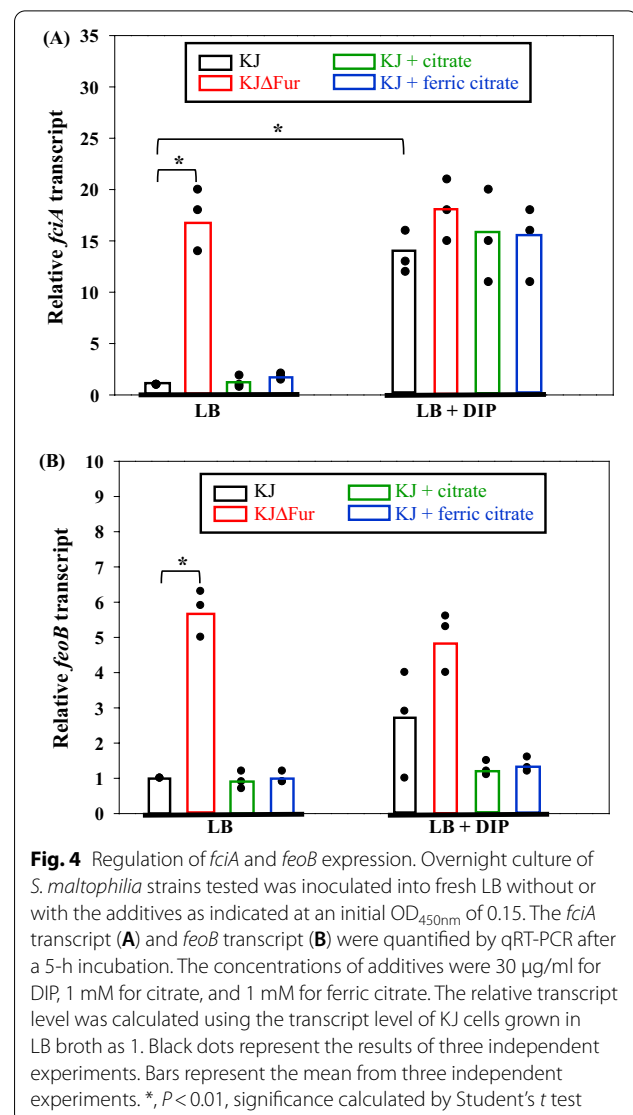 (A)
35
30
25
20
15
10
5
0
Relative fciA transcript
KJ
KJ + citrate
KJΔFur
KJ + ferric citrate
*
*
LB
LB + DIP
(B)
10
9
8
7
6
5
4
3
2
1
0
Relative feoB transcript
KJ
KJ + citrate
KJΔFur
KJ + ferric citrate
*
LB
LB + DIP
Fig. 4 Regulation of fciA and feoB expression. Overnight culture of
S. maltophilia strains tested was inoculated into fresh LB without or
with the additives as indicated at an initial OD450nm of 0.15. The fciA
transcript (A) and feoB transcript (B) were quantified by qRT-PCR after
a 5-h incubation. The concentrations of additives were 30 µg/ml for
DIP, 1 mM for citrate, and 1 mM for ferric citrate. The relative transcript
level was calculated using the transcript level of KJ cells grown in
LB broth as 1. Black dots represent the results of three independent
experiments. Bars represent the mean from three independent
experiments. *, P < 0.01, significance calculated by Student's t test